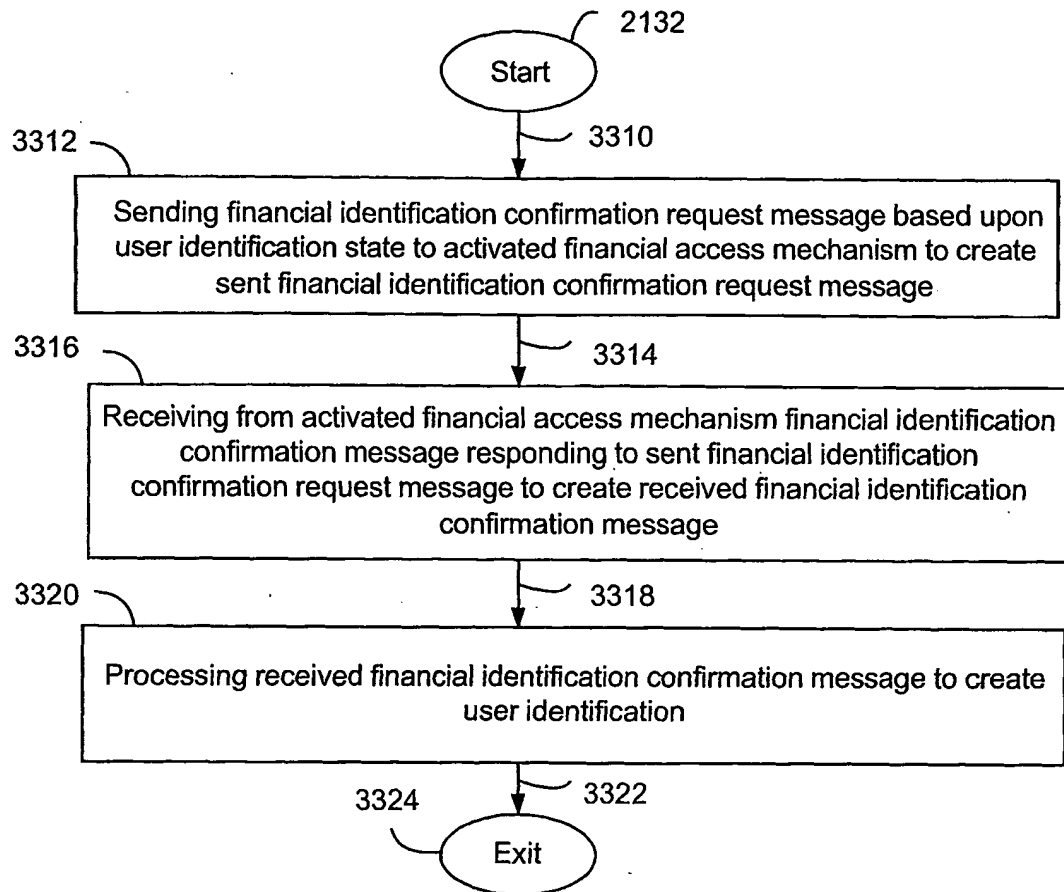 2132
Start
3310
3312
Sending financial identification confirmation request message based upon
user identification state to activated financial access mechanism to create
sent financial identification confirmation request message
3314
3316
Receiving from activated financial access mechanism financial identification
confirmation message responding to sent financial identification
confirmation request message to create received financial identification
confirmation message
3318
3320
Processing received financial identification confirmation message to create
user identification
3322
3324
Exit